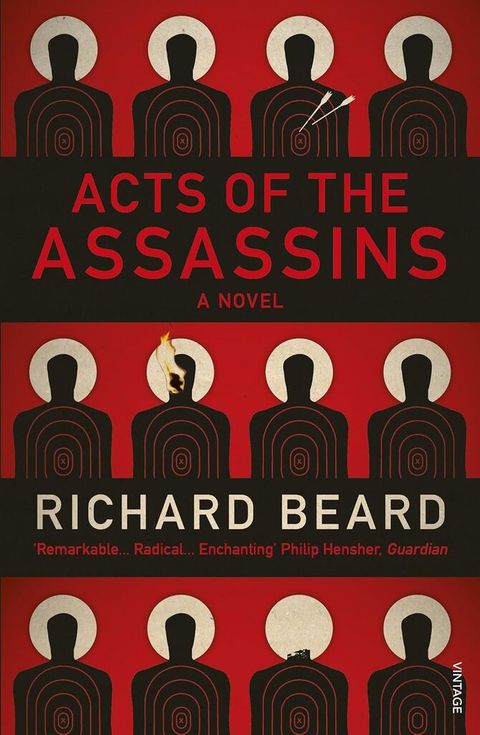 ACTS OF THE
ASSASSINS
A NOVEL
RICHARD BEARD
‘Remarkable... Radical... Enchanting’ Philip Hensher, Guardian
VINTAGE